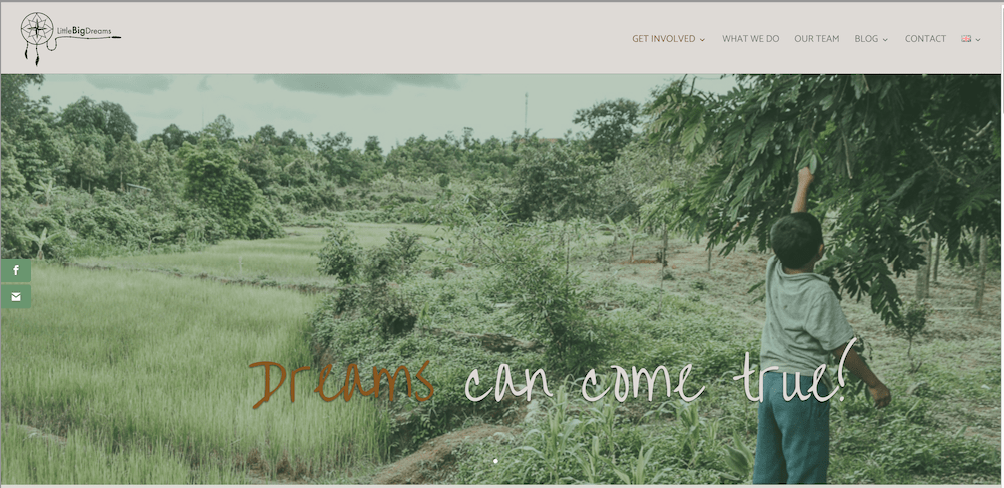 LittleBigDreams
GET INVOLVED
WHAT WE DO
OUR TEAM
BLOG
CONTACT
f
Dreams can come true!